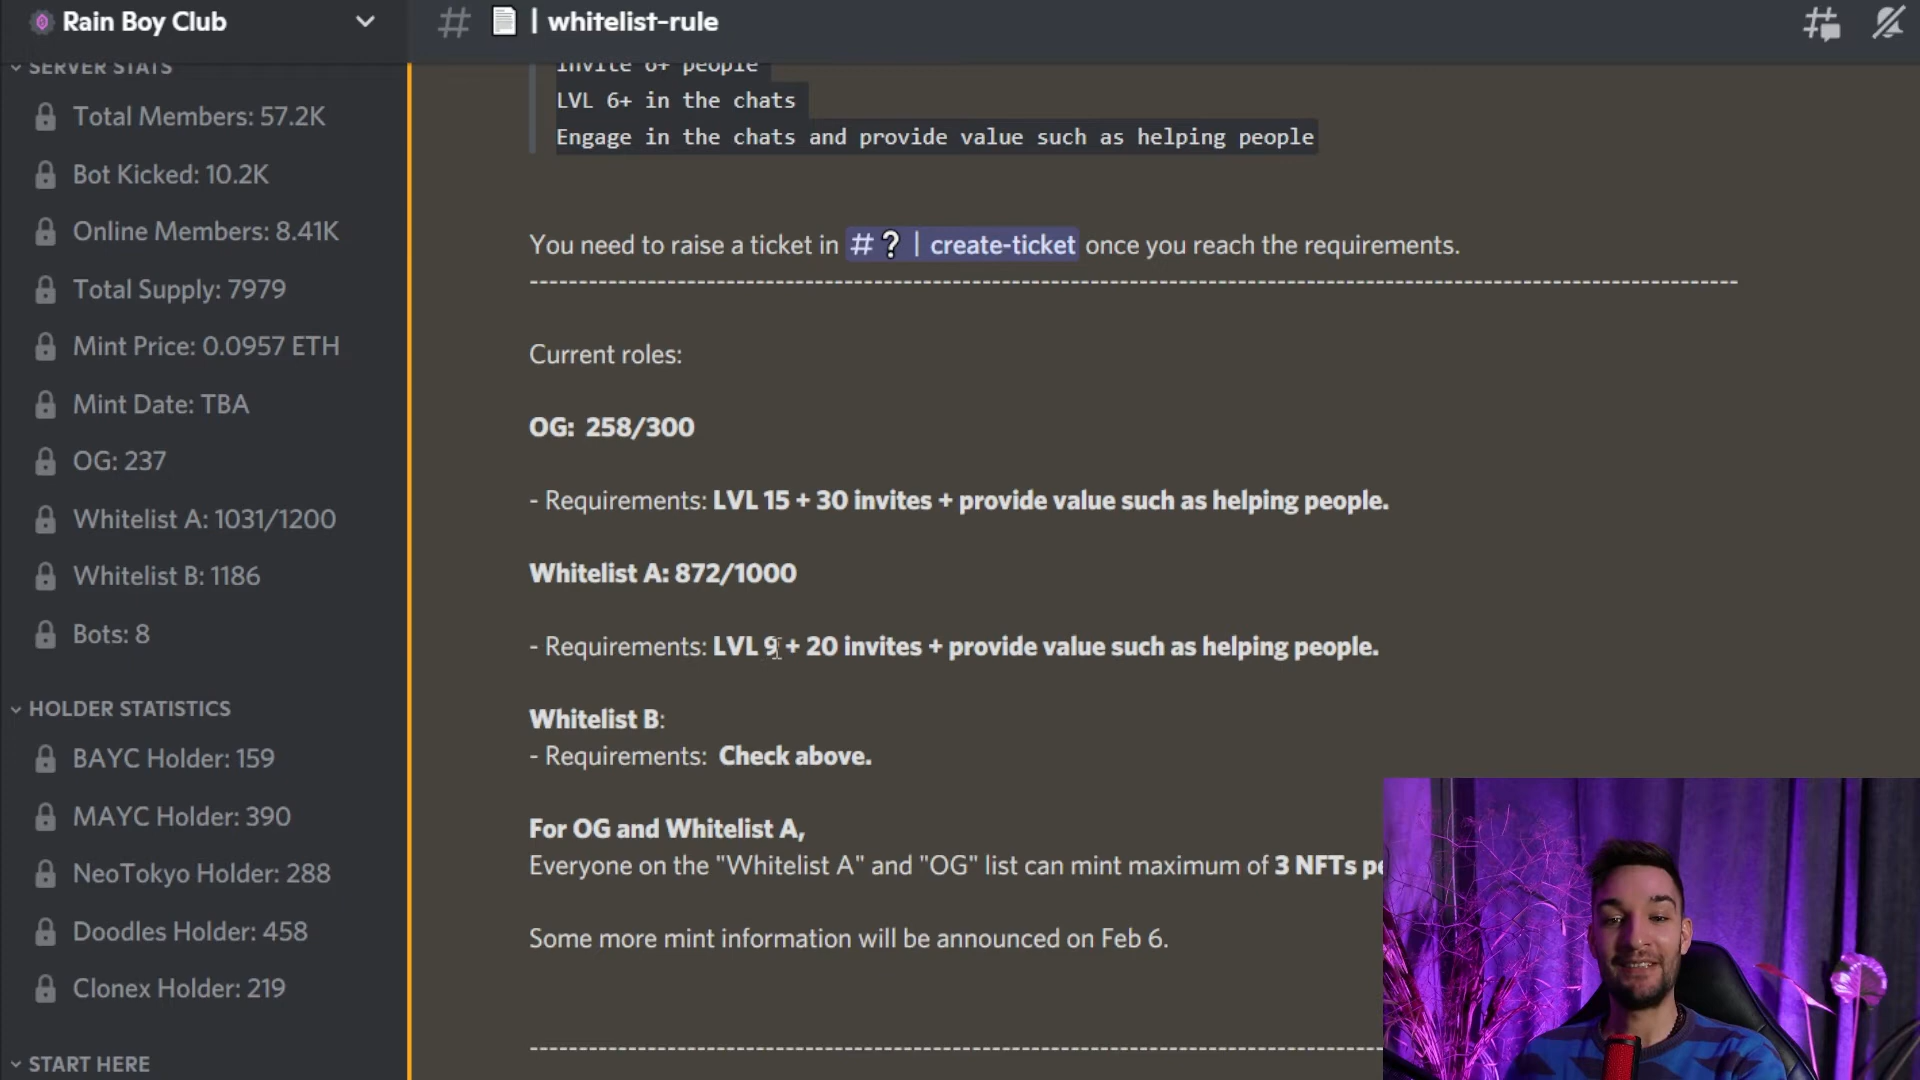 Rain Boy Club
SERVER STATS
Total Members: 57.2K
Bot Kicked: 10.2K
Online Members: 8.41K
Total Supply: 7979
Mint Price: 0.0957 ETH
Mint Date: TBA
OG: 237
Whitelist A: 1031/1200
Whitelist B: 1186
Bots: 8
HOLDER STATISTICS
BAYC Holder: 159
MAYC Holder: 390
NeoTokyo Holder: 288
Doodles Holder: 458
Clonex Holder: 219
START HERE
# | whitelist-rule
Invite 6+ people
LVL 6+ in the chats
Engage in the chats and provide value such as helping people
You need to raise a ticket in # ? | create-ticket once you reach the requirements.
Current roles:
OG: 258/300
- Requirements: LVL 15 + 30 invites + provide value such as helping people.
Whitelist A: 872/1000
- Requirements: LVL 9 + 20 invites + provide value such as helping people.
Whitelist B:
- Requirements: Check above.
For OG and Whitelist A,
Everyone on the "Whitelist A" and "OG" list can mint maximum of 3 NFTs pe
Some more mint information will be announced on Feb 6.